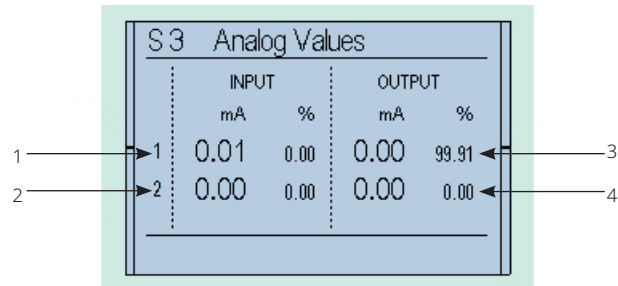 S 3 Analog Values
INPUT OUTPUT
mA % mA %
1 1 0.01 0.00 0.00 99.91 3
2 2 0.00 0.00 0.00 0.00 4